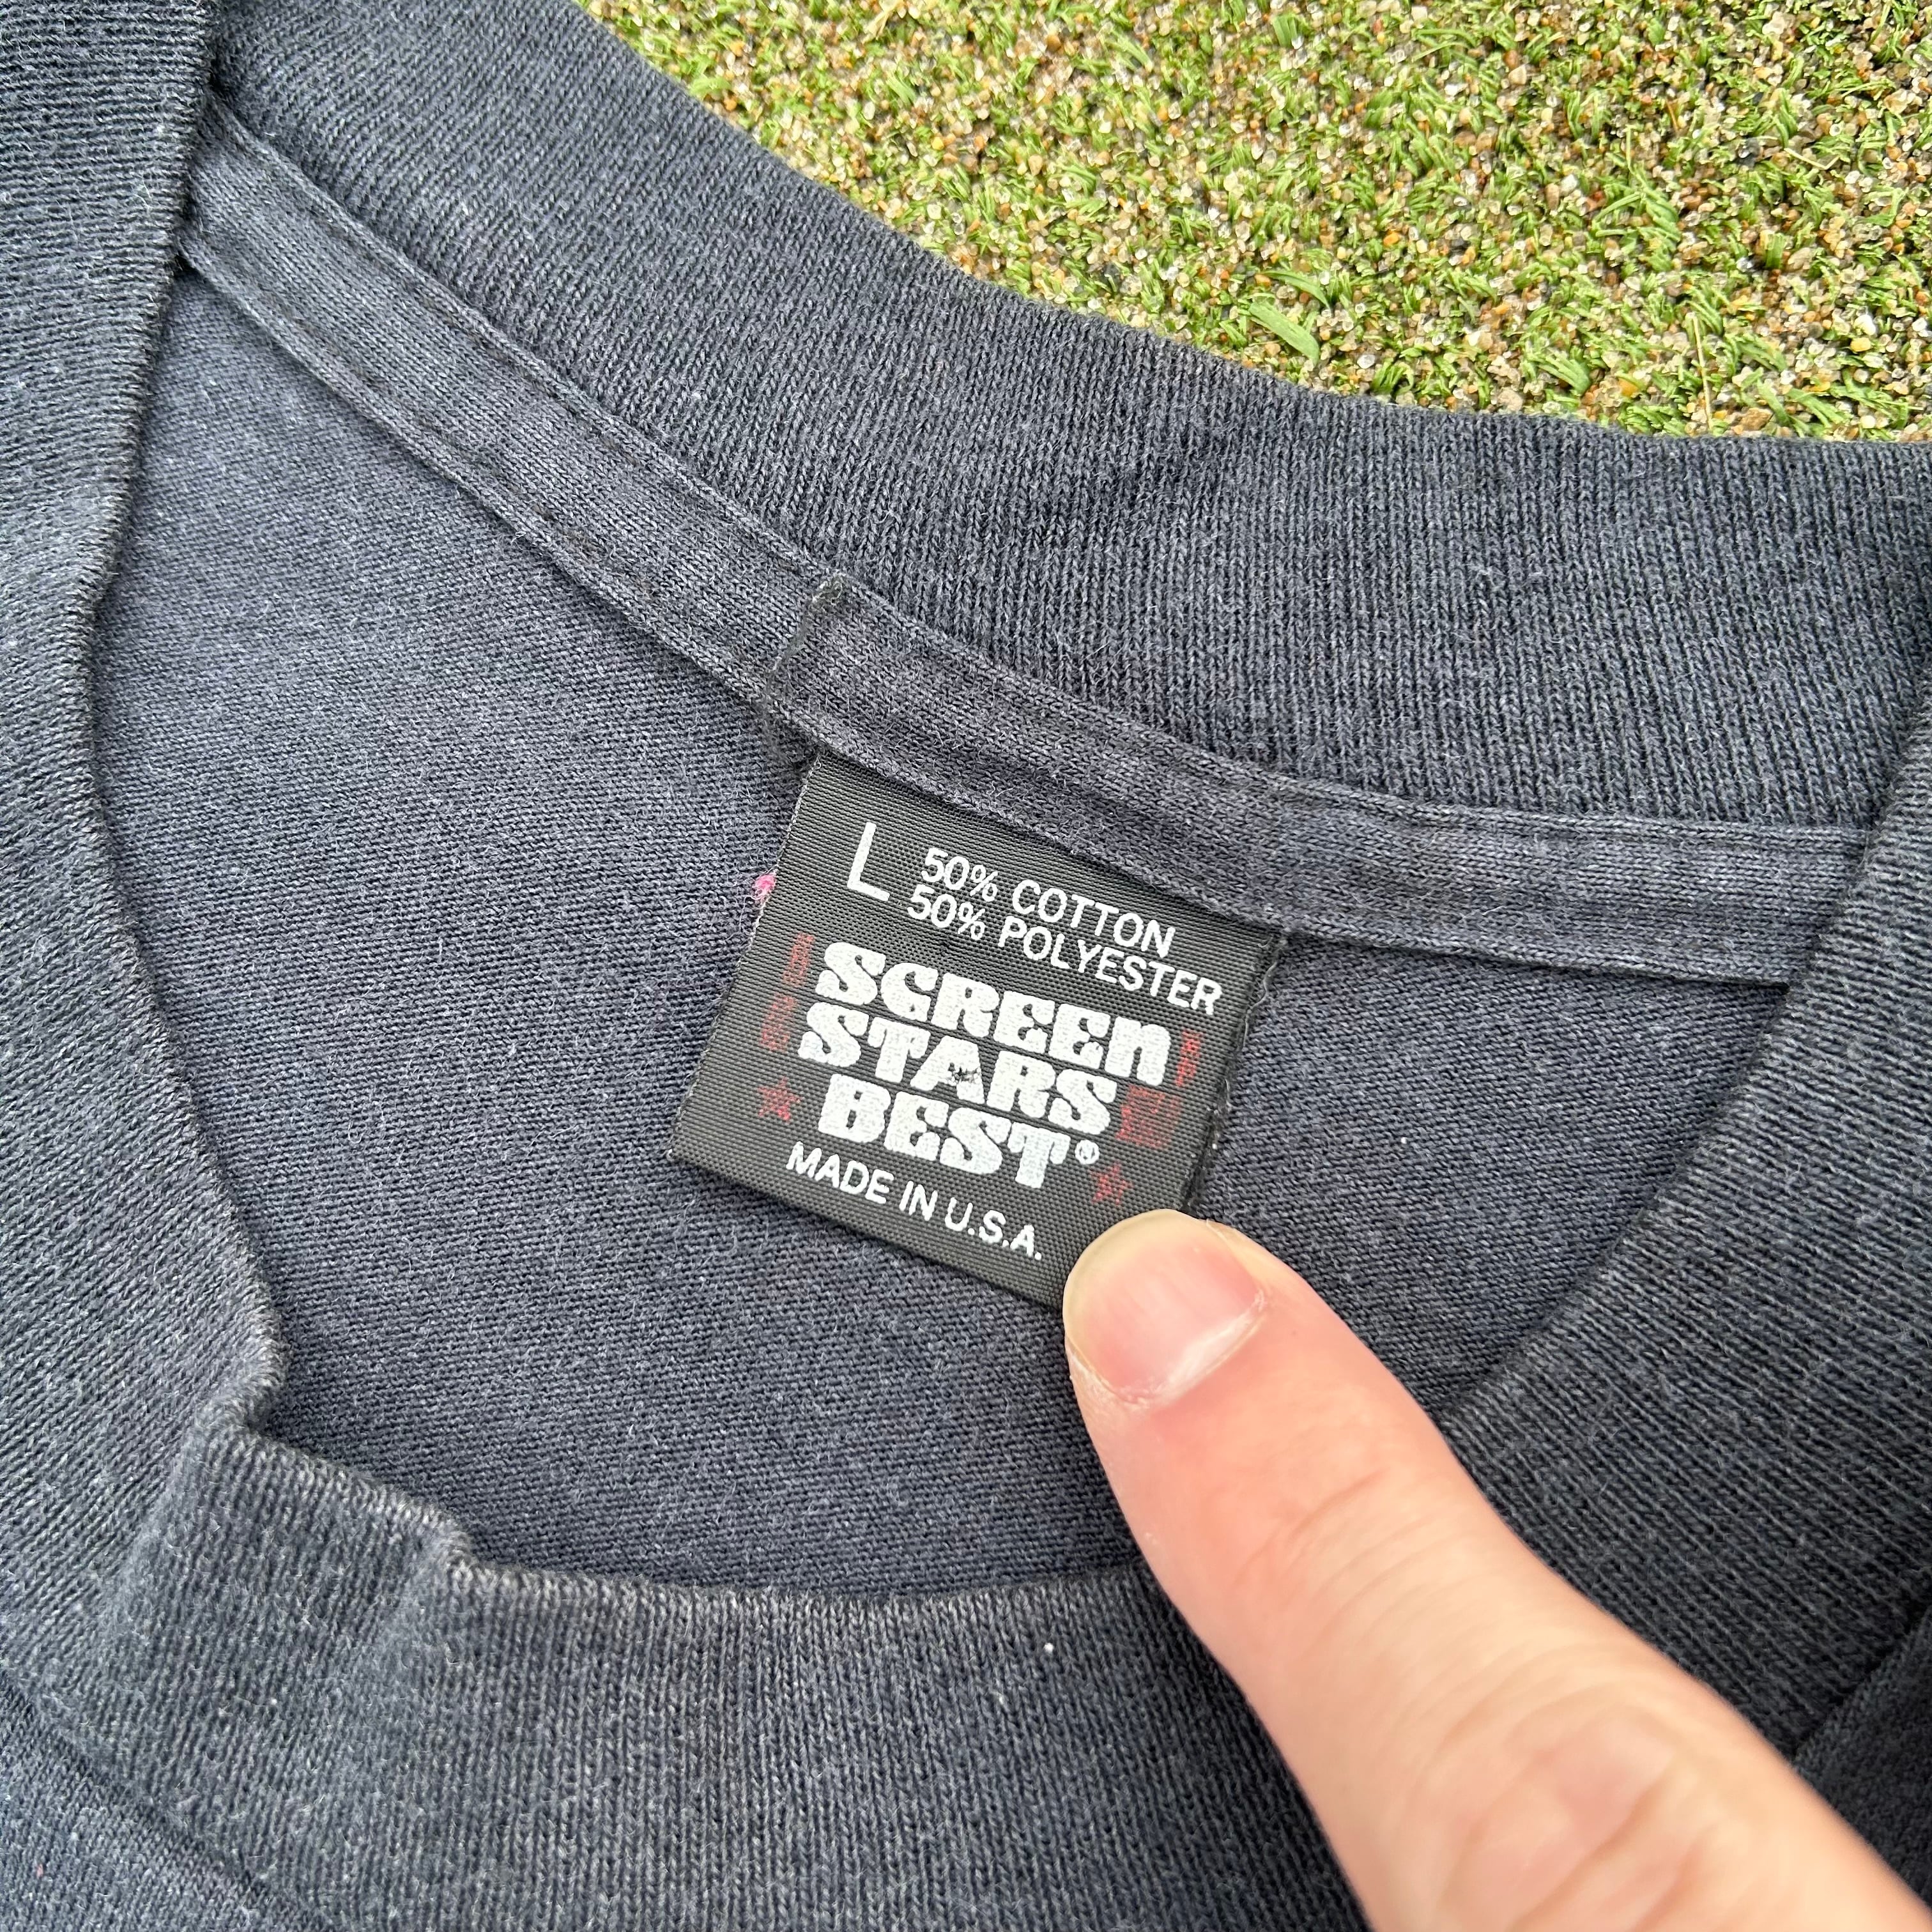 L 50% COTTON
50% POLYESTER
SCREEN
STARS
BEST®
MADE IN U.S.A.